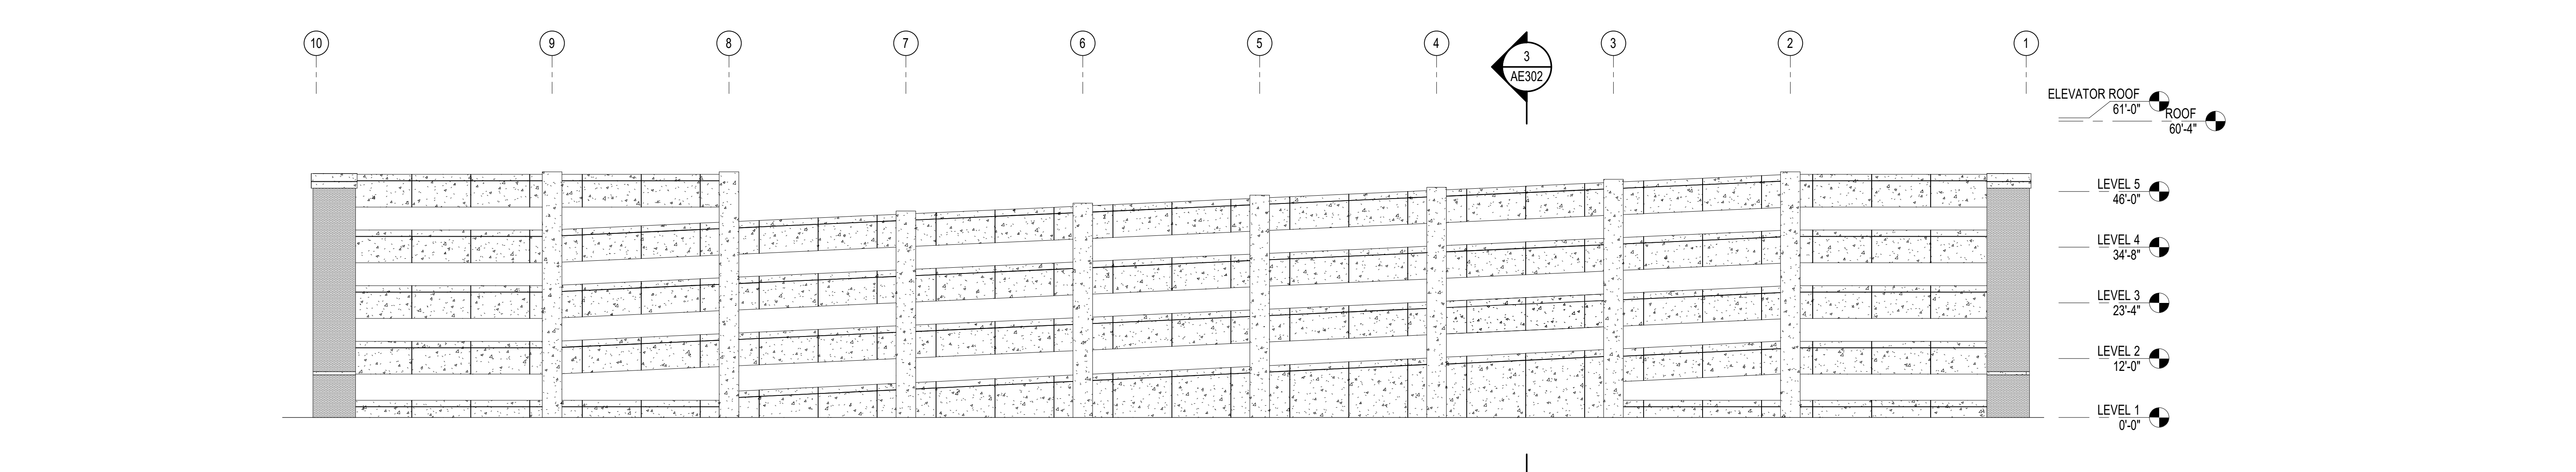 10
9
8
7
6
5
4
3
2
1
3
AE302
ELEVATOR ROOF
61'-0"
ROOF
60'-4"
LEVEL 5
46'-0"
LEVEL 4
34'-8"
LEVEL 3
23'-4"
LEVEL 2
12'-0"
LEVEL 1
0'-0"